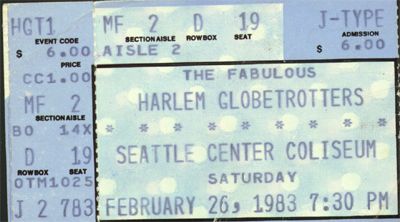 HGT1 MF 2 D 19 J-TYPE
EVENT CODE SECTION AISLE ROW BOX SEAT ADMISSION
$ 6.00 AISLE 2 $ 6.00
PRICE
CC1.00
THE FABULOUS
MF 2 HARLEM GLOBETROTTERS
SECTION AISLE
BO 14X * * * * * * * * *
D 19 SEATTLE CENTER COLISEUM
ROW BOX SEAT SATURDAY
OTM1025
J 2 783 FEBRUARY 26, 1983 7:30 PM